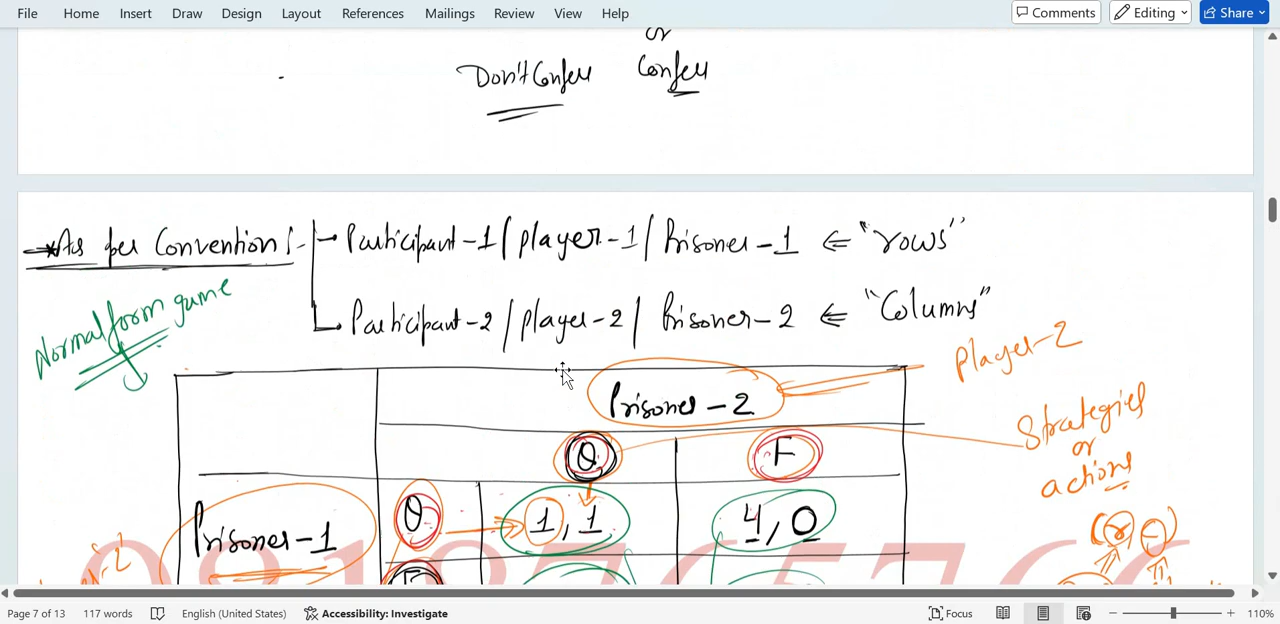 File Home Insert Draw Design Layout References Mailings Review View Help Comments Editing Share
or
Don't Confess Confess
As per Convention :- Participant-1/player-1/Prisoner-1 ⇐ "rows"
Normal form game
Participant-2/player-2/Prisoner-2 ⇐ "Columns"
Player-2
Prisoner-2
Strategies
or
actions
Q F
Prisoner-1 Q 1, 1 4, 0
Page 7 of 13 117 words English (United States) Accessibility: Investigate Focus 110%